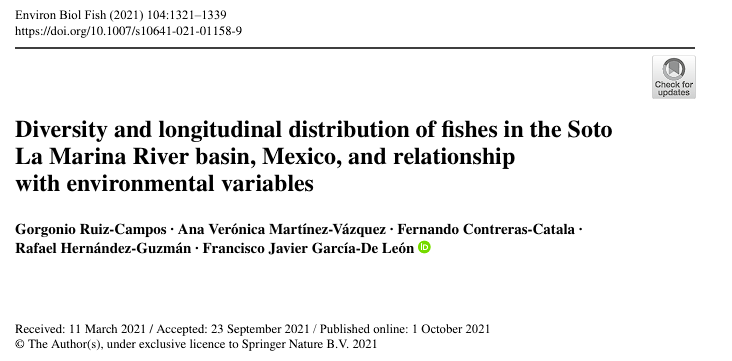 Environ Biol Fish (2021) 104:1321–1339
https://doi.org/10.1007/s10641-021-01158-9
Check for
updates
Diversity and longitudinal distribution of fishes in the Soto
La Marina River basin, Mexico, and relationship
with environmental variables
Gorgonio Ruiz-Campos · Ana Verónica Martínez-Vázquez · Fernando Contreras-Catala ·
Rafael Hernández-Guzmán · Francisco Javier García-De León iD
Received: 11 March 2021 / Accepted: 23 September 2021 / Published online: 1 October 2021
© The Author(s), under exclusive licence to Springer Nature B.V. 2021